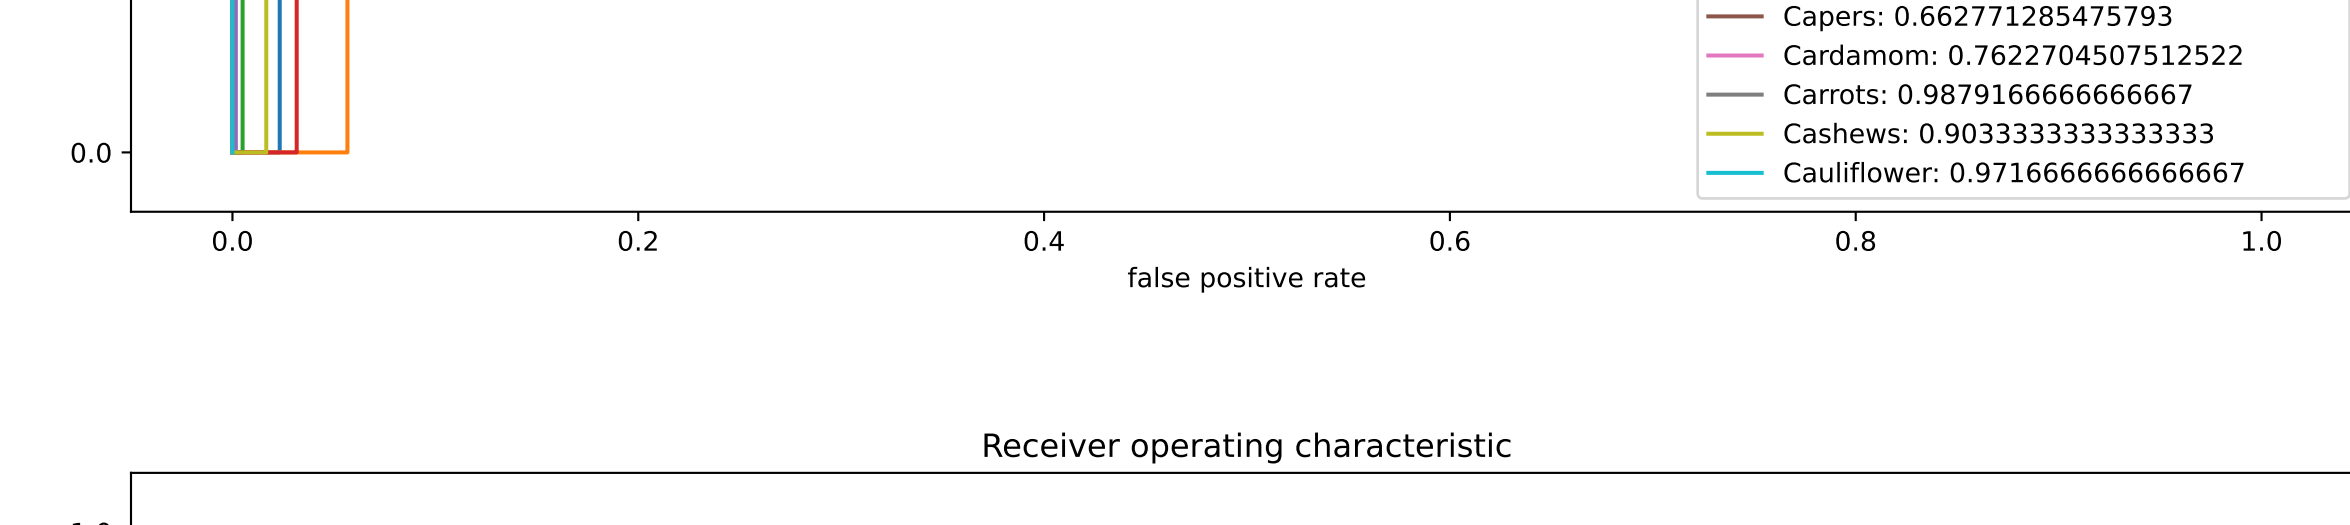 Capers: 0.662771285475793
Cardamom: 0.7622704507512522
Carrots: 0.9879166666666667
Cashews: 0.9033333333333333
Cauliflower: 0.9716666666666667
0.0
0.0 0.2 0.4 0.6 0.8 1.0
false positive rate
Receiver operating characteristic